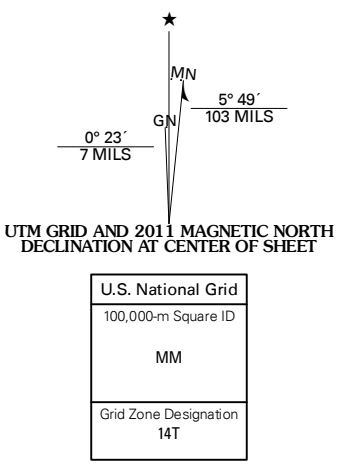 ★
MN
5° 49´
103 MILS
GN
0° 23´
7 MILS
UTM GRID AND 2011 MAGNETIC NORTH
DECLINATION AT CENTER OF SHEET
U.S. National Grid
100,000-m Square ID
MM
Grid Zone Designation
14T